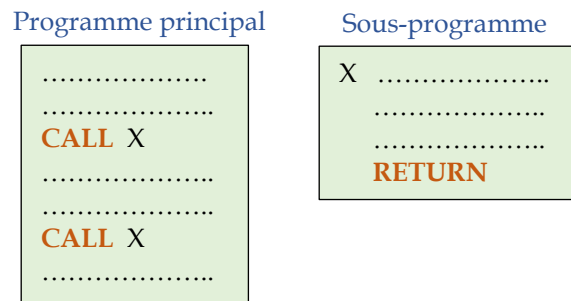 Programme principal
……………….
………………..
CALL X
………………..
………………..
CALL X
………………..
Sous-programme
X ………………..
………………..
………………..
RETURN